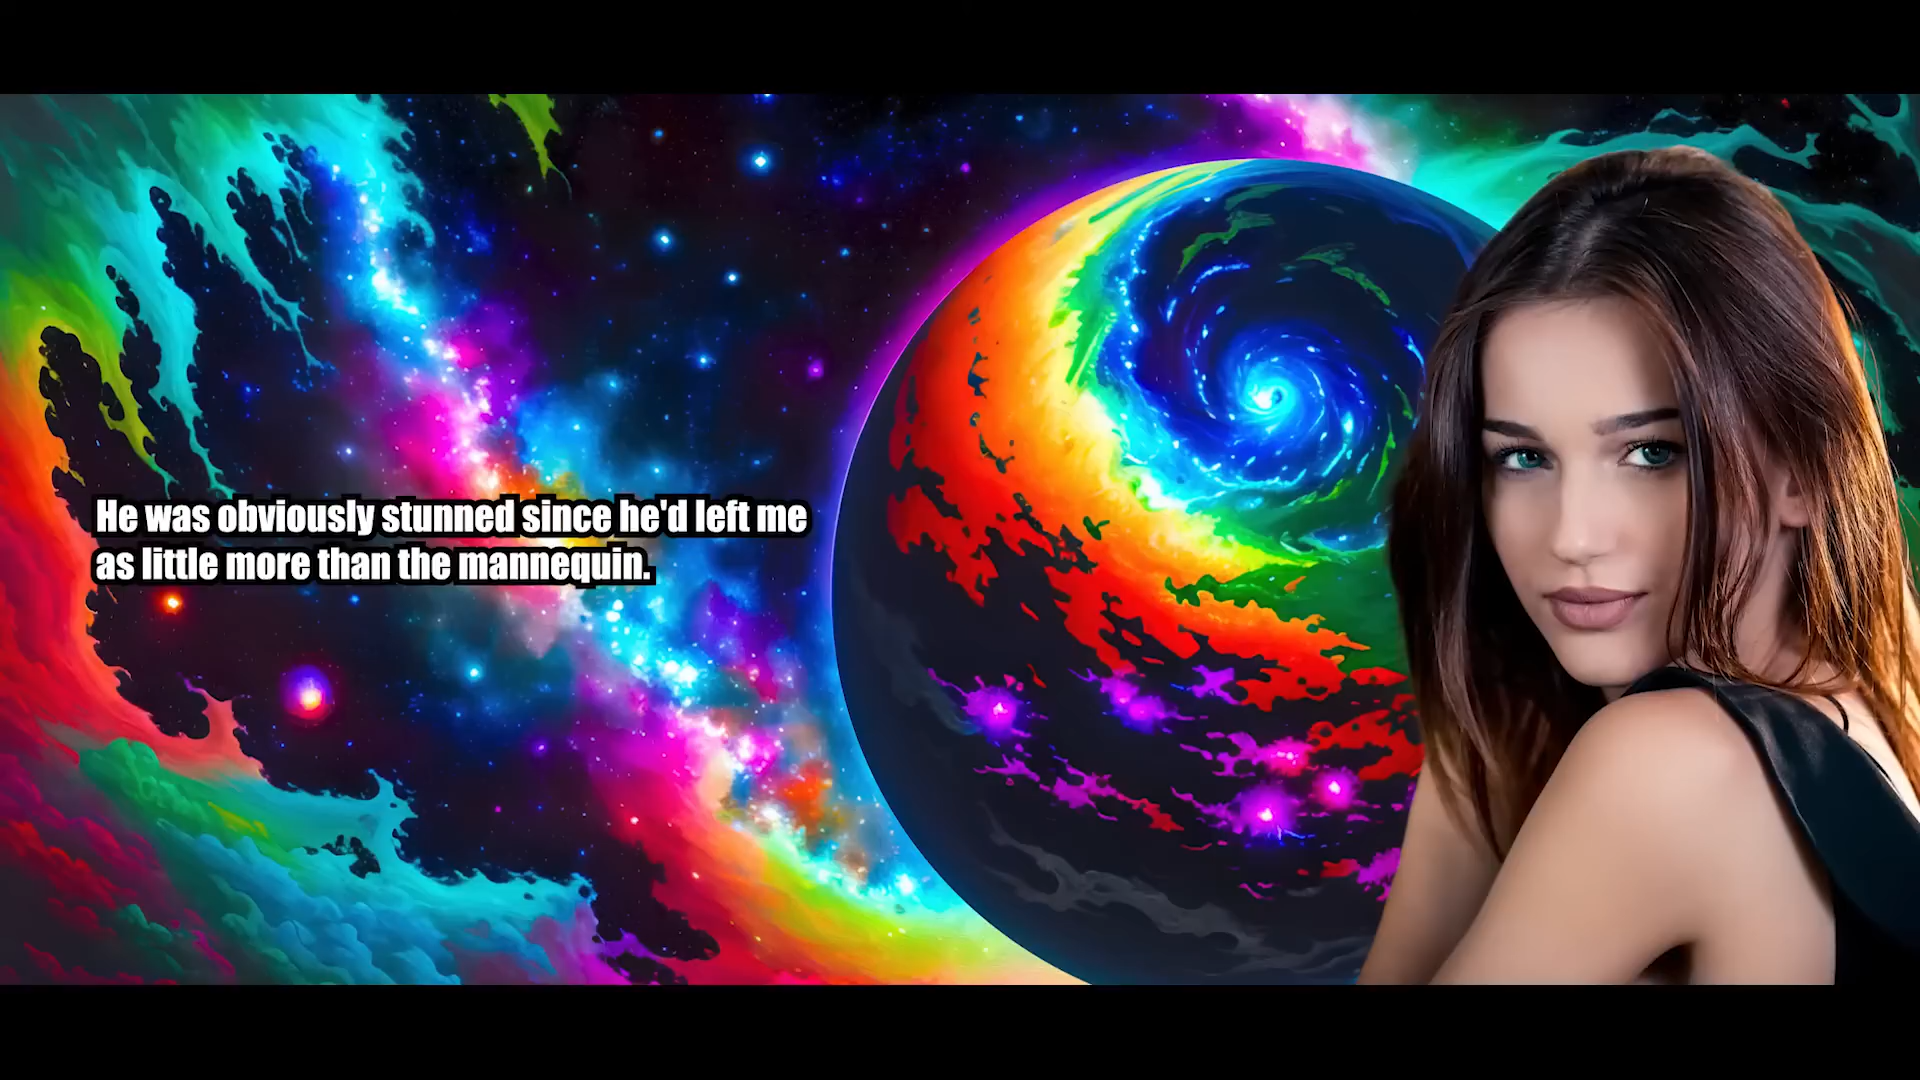 He was obviously stunned since he'd left me
as little more than the mannequin.